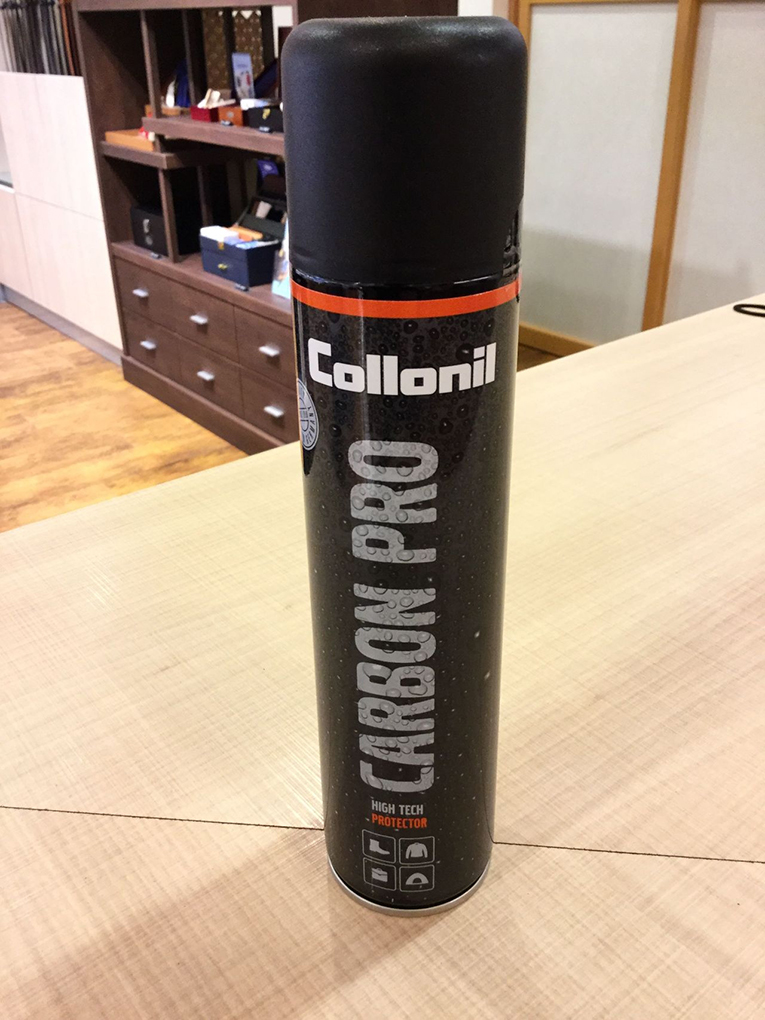 Collonil
CARBON PRO
HIGH TECH
PROTECTOR